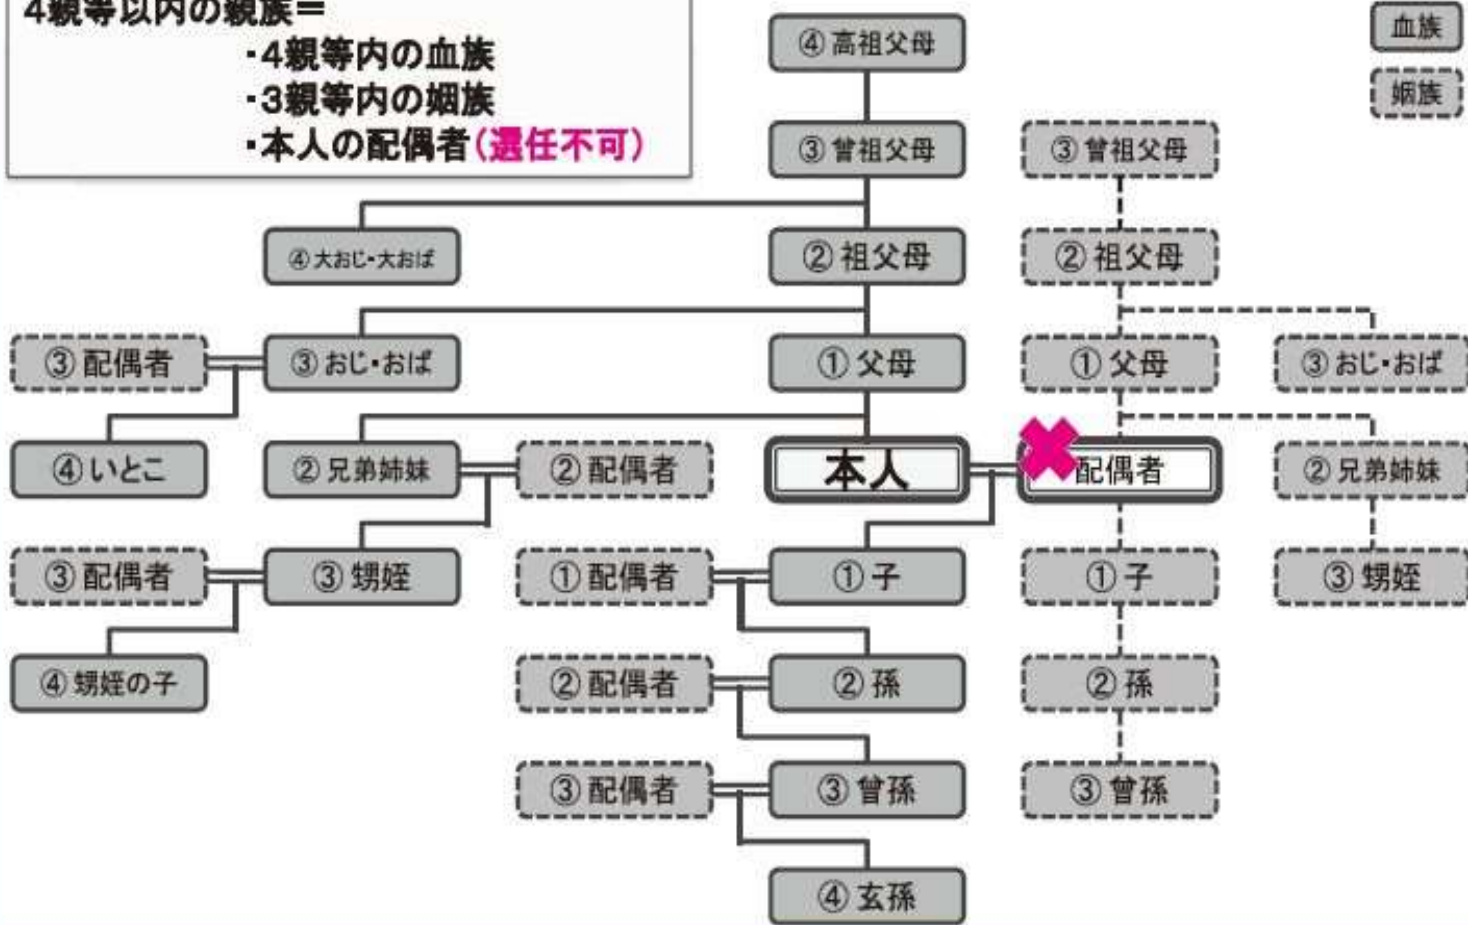 4親等以内の親族＝
・4親等内の血族
・3親等内の姻族
・本人の配偶者(選任不可)
血族
姻族
④高祖父母
③曾祖父母
③曾祖父母
④大おじ・大おば
②祖父母
②祖父母
③配偶者
③おじ・おば
①父母
①父母
③おじ・おば
④いとこ
②兄弟姉妹
②配偶者
本人
配偶者
②兄弟姉妹
③配偶者
③甥姪
①配偶者
①子
①子
③甥姪
④甥姪の子
②配偶者
②孫
②孫
③配偶者
③曾孫
③曾孫
④玄孫